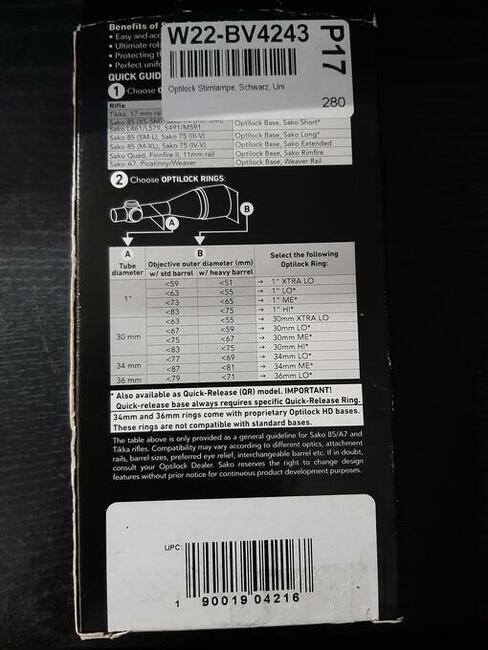 Benefits of
W22-BV4243
P17
• Easy and acc
• Ultimate
• Protecting
• Perfect
Optilock Stirnlampe, Schwarz, Uni
280
QUICK GUID
1 Choose
Rifle
Tikka, 17 mm rai
Sako L461/L579, S491/M591 Optilock Base, Sako Short*
Sako 85 (SM-L), Sako 75 (III-V) Optilock Base, Sako Long*
Sako 85 (M-XL), Sako 75 (IV-V) Optilock Base, Sako Extended
Sako Quad, Finnfire II, 11mm rail Optilock Base, Sako Rimfire
Sako A7, Picatinny/Weaver Optilock Base, Weaver Rail
2 Choose OPTILOCK RINGS:
A
B
A B
Tube diameter Objective outer diameter (mm) Select the following Optilock Ring:
w/ std barrel w/ heavy barrel
1" <59 <51 → 1" XTRA LO
<63 <55 → 1" LO*
<73 <65 → 1" ME*
<83 <75 → 1" HI*
30 mm <63 <55 → 30mm XTRA LO
<67 <59 → 30mm LO*
<75 <67 → 30mm ME*
<83 <75 → 30mm HI*
34 mm <77 <69 → 34mm LO*
<87 <81 → 34mm ME*
36 mm <79 <71 → 36mm LO*
* Also available as Quick-Release (QR) model. IMPORTANT!
Quick-release base always requires specific Quick-Release Ring.
34mm and 36mm rings come with proprietary Optilock HD bases.
These rings are not compatible with standard bases.
The table above is only provided as a general guideline for Sako 85/A7 and
Tikka rifles. Compatibility may vary according to different optics, attachment
rails, barrel sizes, preferred eye relief, interchangeable barrel etc. If in doubt,
consult your Optilock Dealer. Sako reserves the right to change design
features without prior notice for continuous product development purposes.
UPC:
1 90019 04216